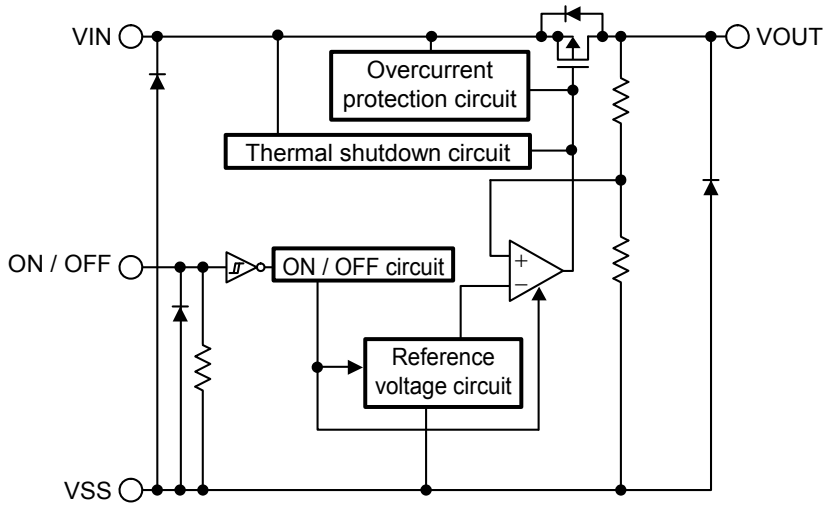 VIN
VOUT
Overcurrent
protection circuit
Thermal shutdown circuit
ON / OFF
ON / OFF circuit
+
−
Reference
voltage circuit
VSS